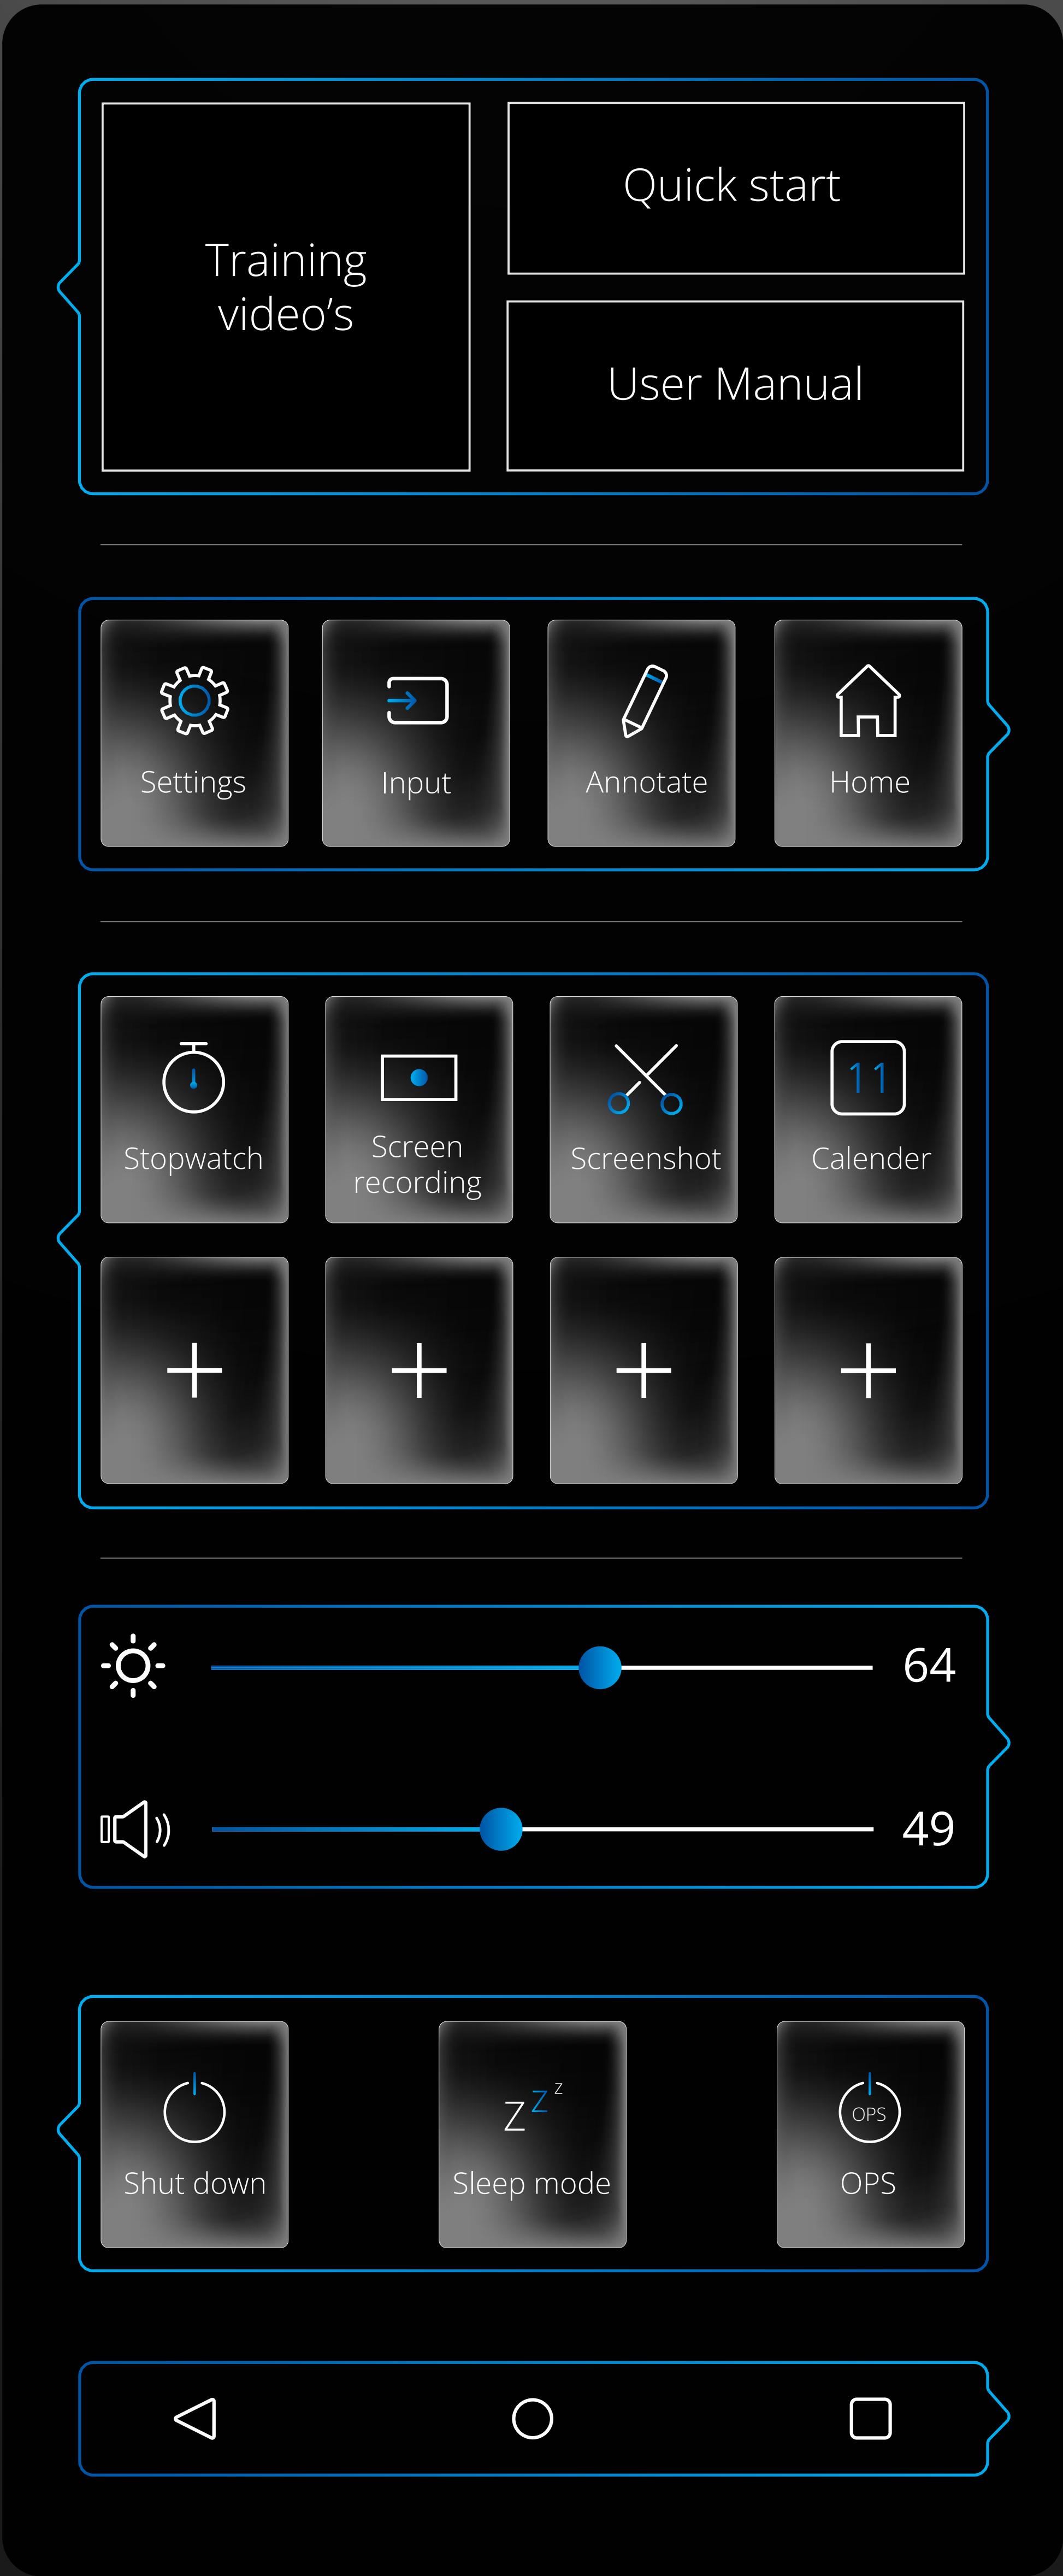 Training
video’s
Quick start
User Manual
Settings
Input
Annotate
Home
11
Stopwatch
Screen
recording
Screenshot
Calender
64
49
Z Z Z
OPS
Shut down
Sleep mode
OPS